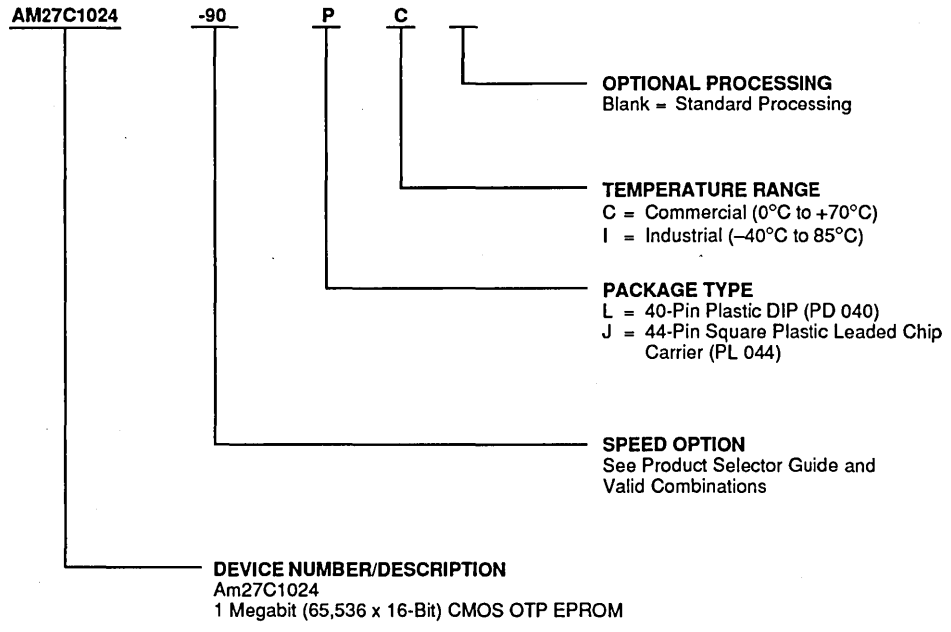 AM27C1024 -90 P C
OPTIONAL PROCESSING
Blank = Standard Processing
TEMPERATURE RANGE
C = Commercial (0°C to +70°C)
I = Industrial (–40°C to 85°C)
PACKAGE TYPE
L = 40-Pin Plastic DIP (PD 040)
J = 44-Pin Square Plastic Leaded Chip
Carrier (PL 044)
SPEED OPTION
See Product Selector Guide and
Valid Combinations
DEVICE NUMBER/DESCRIPTION
Am27C1024
1 Megabit (65,536 x 16-Bit) CMOS OTP EPROM